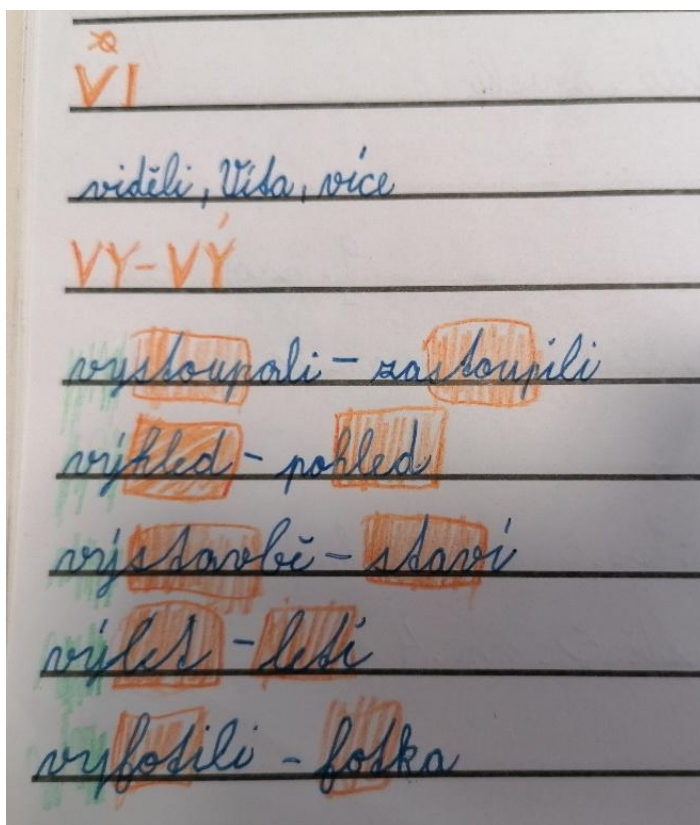 VI
viděli, Víta, více
VY-VÝ
vystoupali - zastoupili
výhled - pohled
výstavbě - staví
výlet - letí
vyfotili - fotka